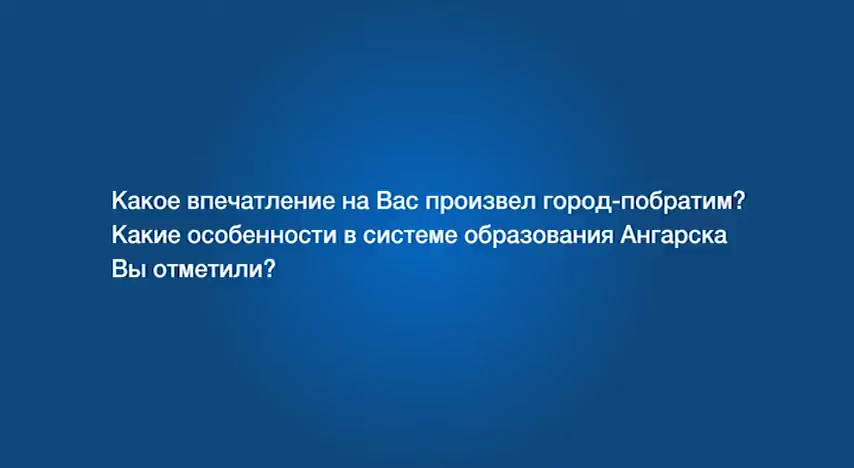 Какое впечатление на Вас произвел город-побратим?
Какие особенности в системе образования Ангарска
Вы отметили?